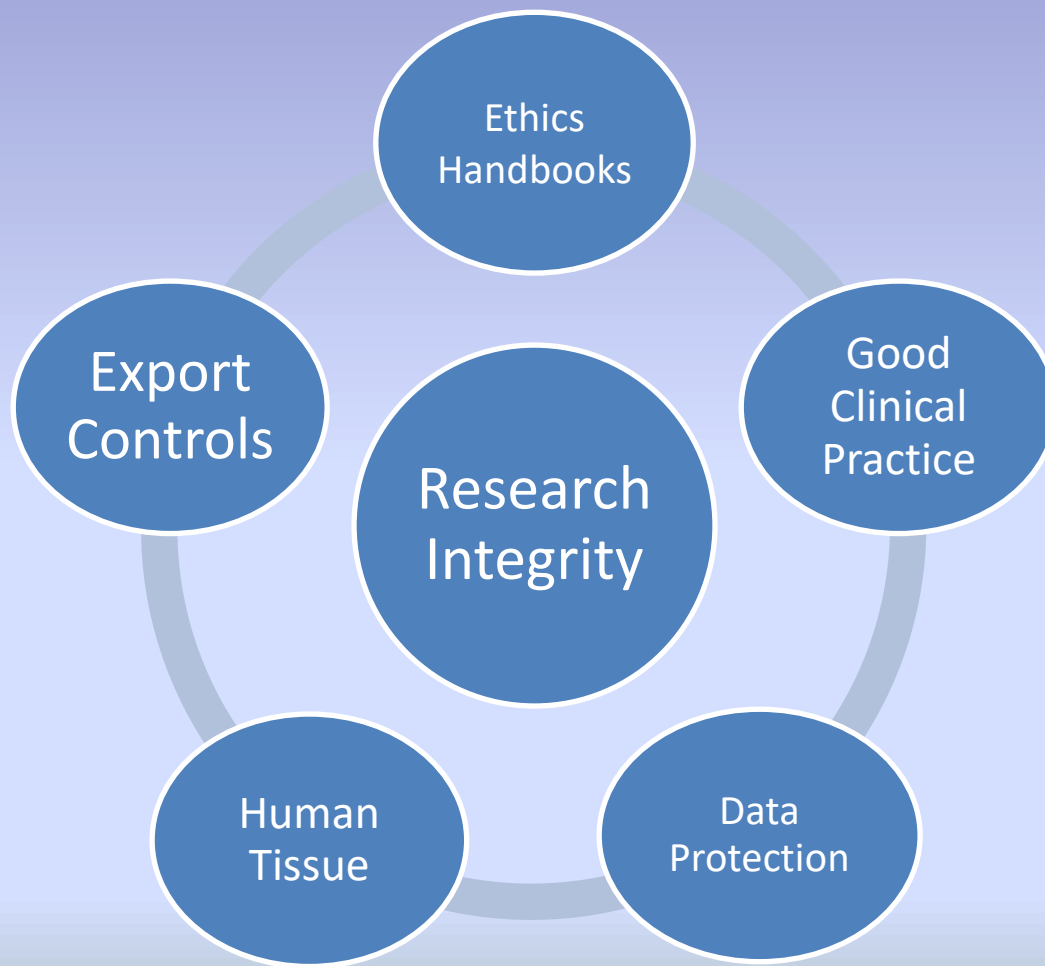 Ethics
Handbooks
Good
Clinical
Practice
Data
Protection
Human
Tissue
Export
Controls
Research
Integrity